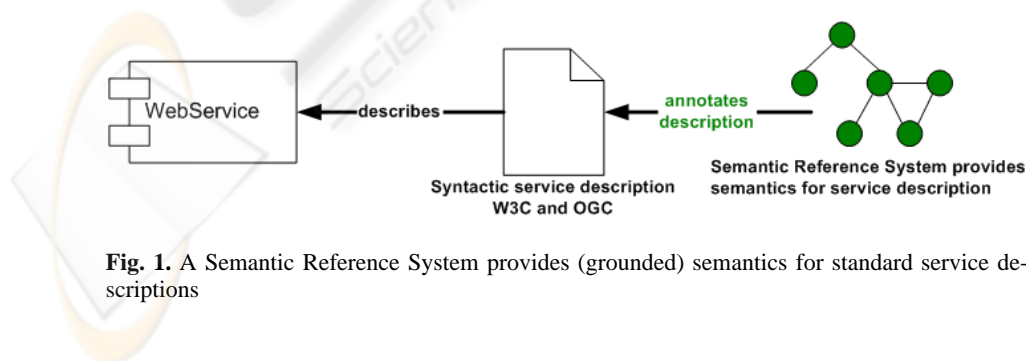 Scien
WebService
describes
annotates
description
Syntactic service description
W3C and OGC
Semantic Reference System provides
semantics for service description
Fig. 1. A Semantic Reference System provides (grounded) semantics for standard service de-
scriptions